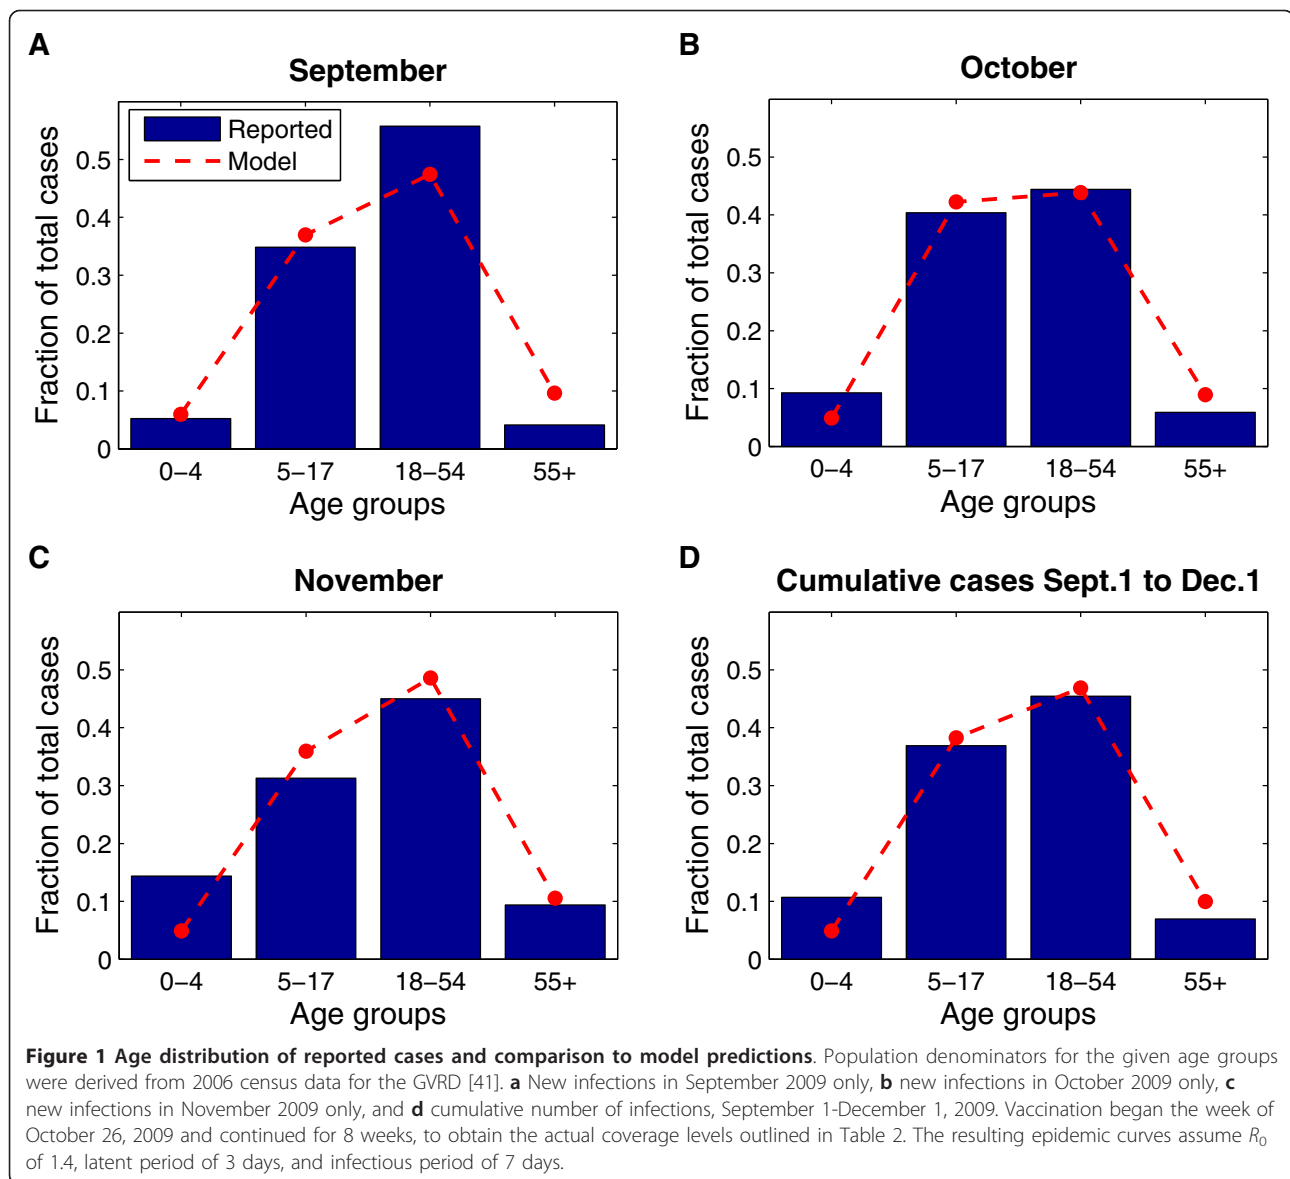 A
September
Fraction of total cases
Reported
Model
0.5
0.4
0.3
0.2
0.1
0
0−4 5−17 18−54 55+
Age groups
B
October
Fraction of total cases
0.5
0.4
0.3
0.2
0.1
0
0−4 5−17 18−54 55+
Age groups
C
November
Fraction of total cases
0.5
0.4
0.3
0.2
0.1
0
0−4 5−17 18−54 55+
Age groups
D
Cumulative cases Sept.1 to Dec.1
Fraction of total cases
0.5
0.4
0.3
0.2
0.1
0
0−4 5−17 18−54 55+
Age groups
Figure 1 Age distribution of reported cases and comparison to model predictions. Population denominators for the given age groups
were derived from 2006 census data for the GVRD [41]. a New infections in September 2009 only, b new infections in October 2009 only, c
new infections in November 2009 only, and d cumulative number of infections, September 1-December 1, 2009. Vaccination began the week of
October 26, 2009 and continued for 8 weeks, to obtain the actual coverage levels outlined in Table 2. The resulting epidemic curves assume R0
of 1.4, latent period of 3 days, and infectious period of 7 days.